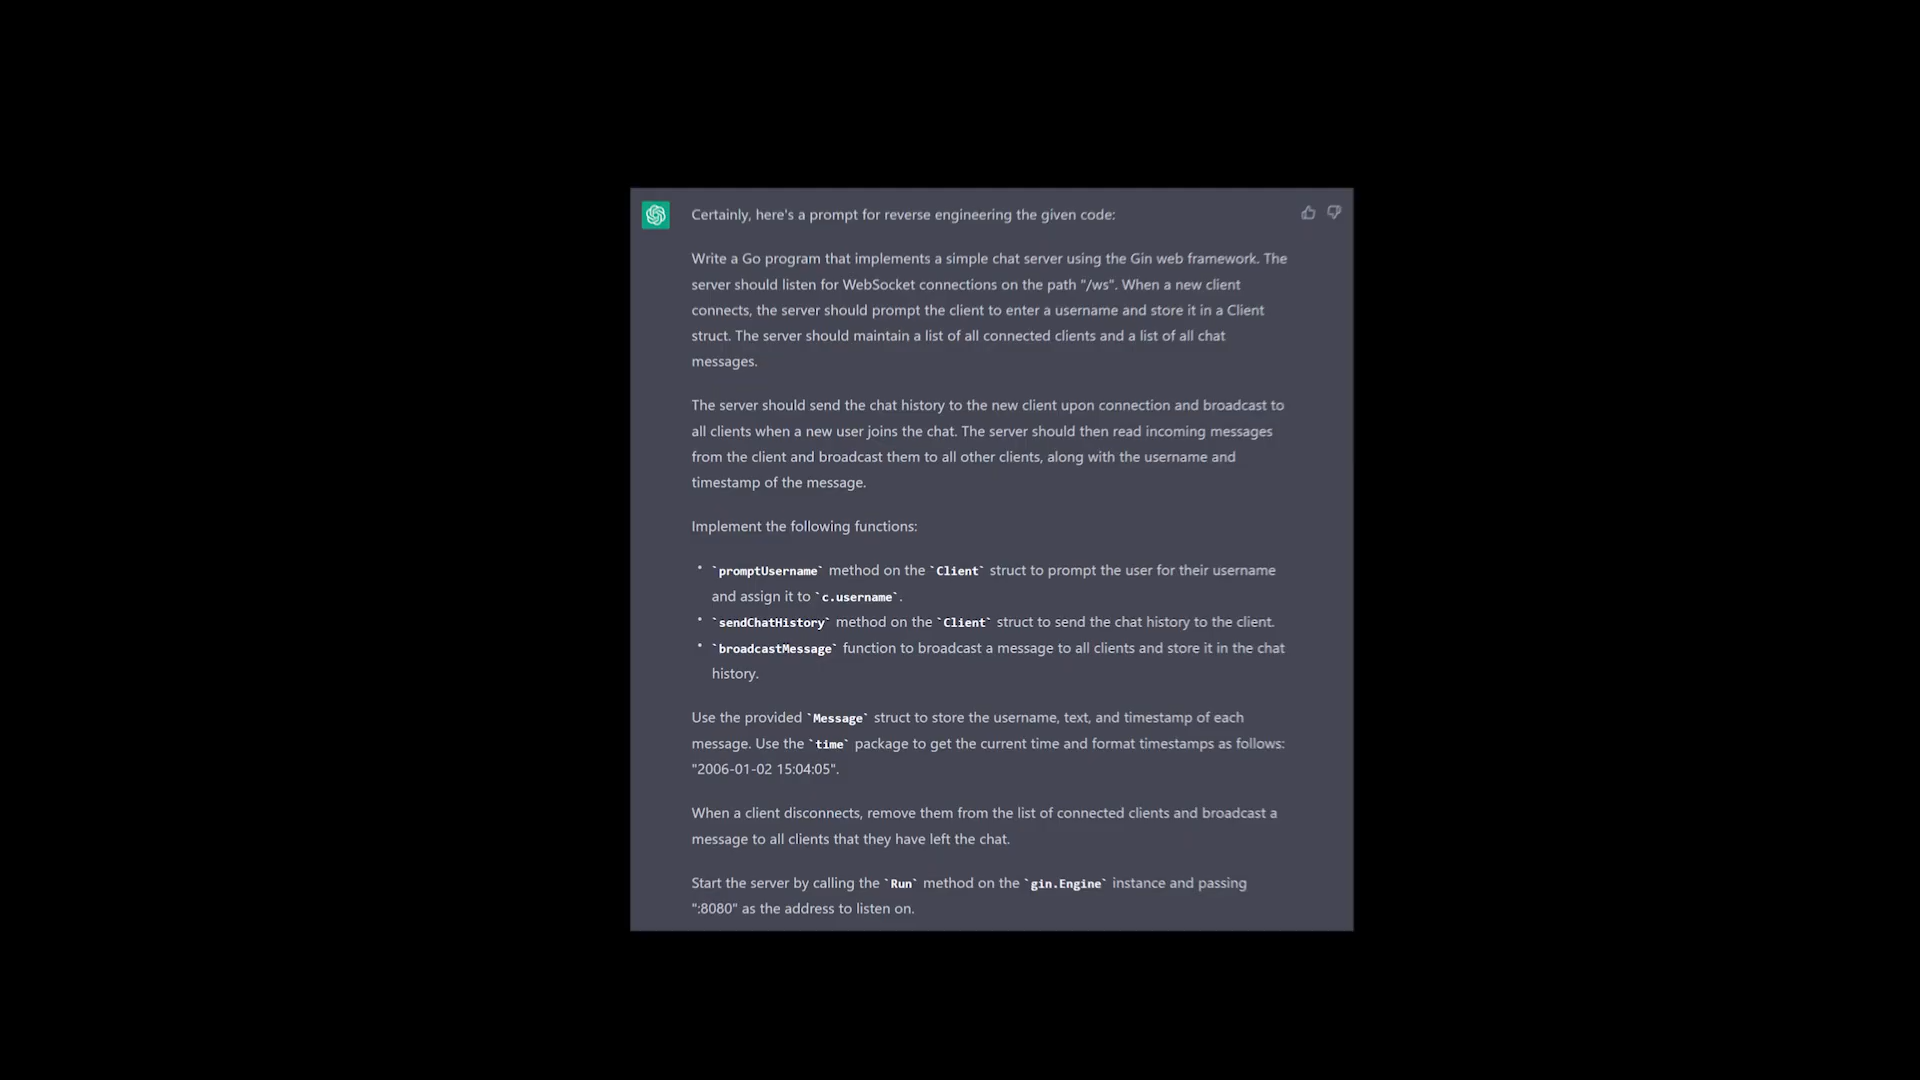 Certainly, here's a prompt for reverse engineering the given code:
Write a Go program that implements a simple chat server using the Gin web framework. The
server should listen for WebSocket connections on the path "/ws". When a new client
connects, the server should prompt the client to enter a username and store it in a Client
struct. The server should maintain a list of all connected clients and a list of all chat
messages.
The server should send the chat history to the new client upon connection and broadcast to
all clients when a new user joins the chat. The server should then read incoming messages
from the client and broadcast them to all other clients, along with the username and
timestamp of the message.
Implement the following functions:
• `promptUsername` method on the `Client` struct to prompt the user for their username
and assign it to `c.username`.
• `sendChatHistory` method on the `Client` struct to send the chat history to the client.
• `broadcastMessage` function to broadcast a message to all clients and store it in the chat
history.
Use the provided `Message` struct to store the username, text, and timestamp of each
message. Use the `time` package to get the current time and format timestamps as follows:
"2006-01-02 15:04:05".
When a client disconnects, remove them from the list of connected clients and broadcast a
message to all clients that they have left the chat.
Start the server by calling the `Run` method on the `gin.Engine` instance and passing
":8080" as the address to listen on.